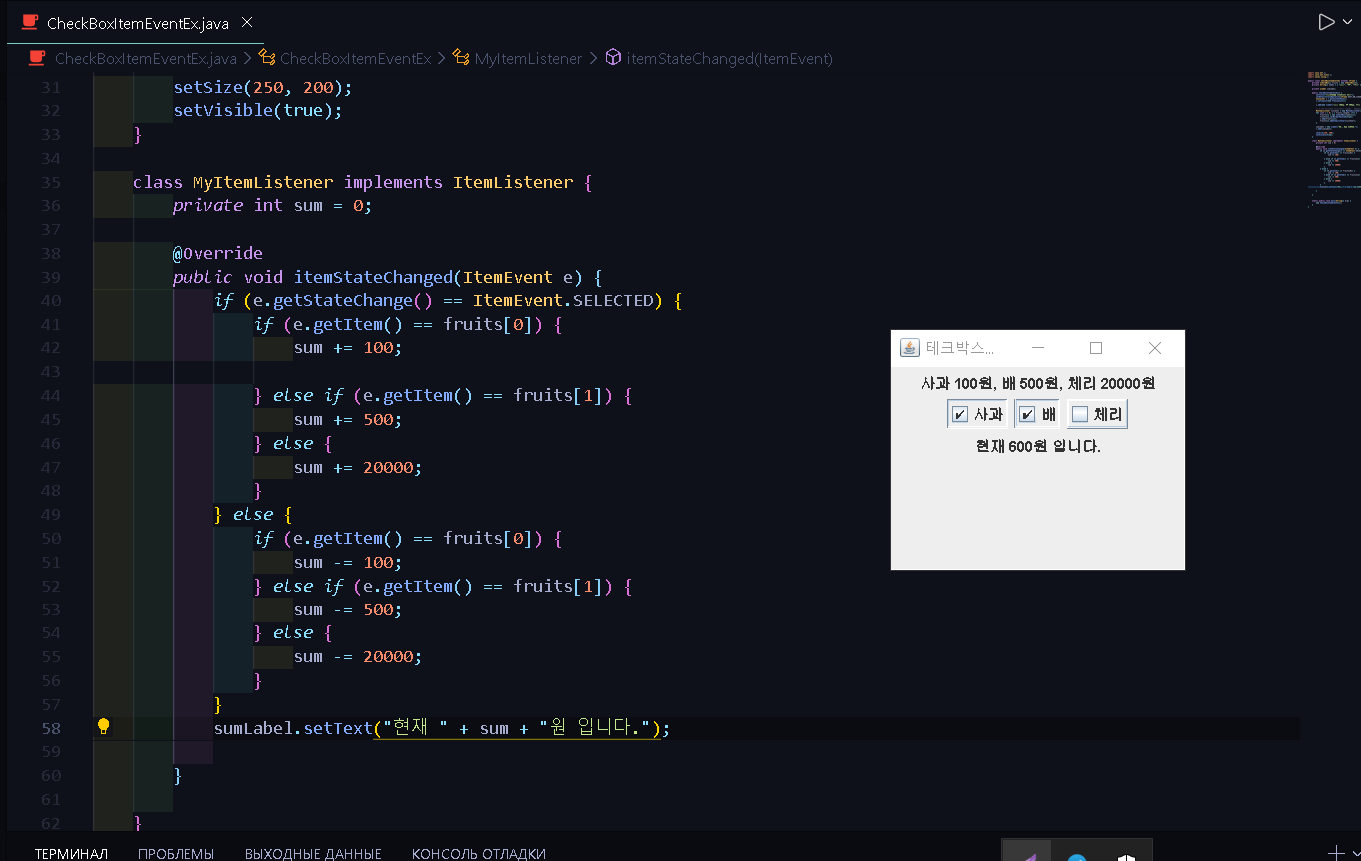 CheckBoxItemEventEx.java
CheckBoxItemEventEx.java > CheckBoxItemEventEx > MyItemListener > itemStateChanged(ItemEvent)
31 setSize(250, 200);
32 setVisible(true);
33 }
34
35 class MyItemListener implements ItemListener {
36 private int sum = 0;
37
38 @Override
39 public void itemStateChanged(ItemEvent e) {
40 if (e.getStateChange() == ItemEvent.SELECTED) {
41 if (e.getItem() == fruits[0]) {
42 sum += 100;
43
44 } else if (e.getItem() == fruits[1]) {
45 sum += 500;
46 } else {
47 sum += 20000;
48 }
49 } else {
50 if (e.getItem() == fruits[0]) {
51 sum -= 100;
52 } else if (e.getItem() == fruits[1]) {
53 sum -= 500;
54 } else {
55 sum -= 20000;
56 }
57 }
58 sumLabel.setText("현재 " + sum + "원 입니다.");
59
60 }
61
62 }
테크박스...
사과 100원, 배 500원, 체리 20000원
사과 배 체리
현재 600원 입니다.
ТЕРМИНАЛ ПРОБЛЕМЫ ВЫХОДНЫЕ ДАННЫЕ КОНСОЛЬ ОТЛАДКИ